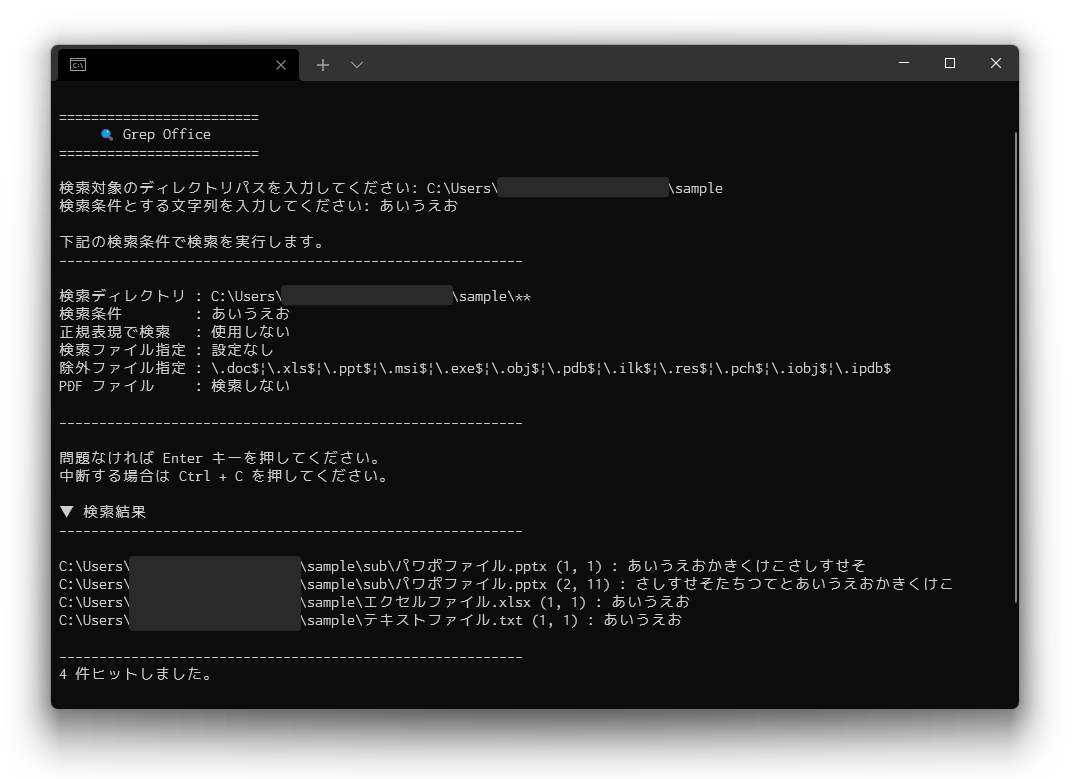 =========================
Grep Office
=========================
検索対象のディレクトリパスを入力してください: C:\Users\ \sample
検索条件とする文字列を入力してください: あいうえお
下記の検索条件で検索を実行します。
----------------------------------------------------------
検索ディレクトリ : C:\Users\ \sample\**
検索条件 : あいうえお
正規表現で検索 : 使用しない
検索ファイル指定 : 設定なし
除外ファイル指定 : \.doc$¦\.xls$¦\.ppt$¦\.msi$¦\.exe$¦\.obj$¦\.pdb$¦\.ilk$¦\.res$¦\.pch$¦\.iobj$¦\.ipdb$
PDF ファイル : 検索しない
----------------------------------------------------------
問題なければ Enter キーを押してください。
中断する場合は Ctrl + C を押してください。
▼ 検索結果
----------------------------------------------------------
C:\Users\ \sample\sub\パワポファイル.pptx (1, 1) : あいうえおかきくけこさしすせそ
C:\Users\ \sample\sub\パワポファイル.pptx (2, 11) : さしすせそたちつてとあいうえおかきくけこ
C:\Users\ \sample\エクセルファイル.xlsx (1, 1) : あいうえお
C:\Users\ \sample\テキストファイル.txt (1, 1) : あいうえお
----------------------------------------------------------
4 件ヒットしました。